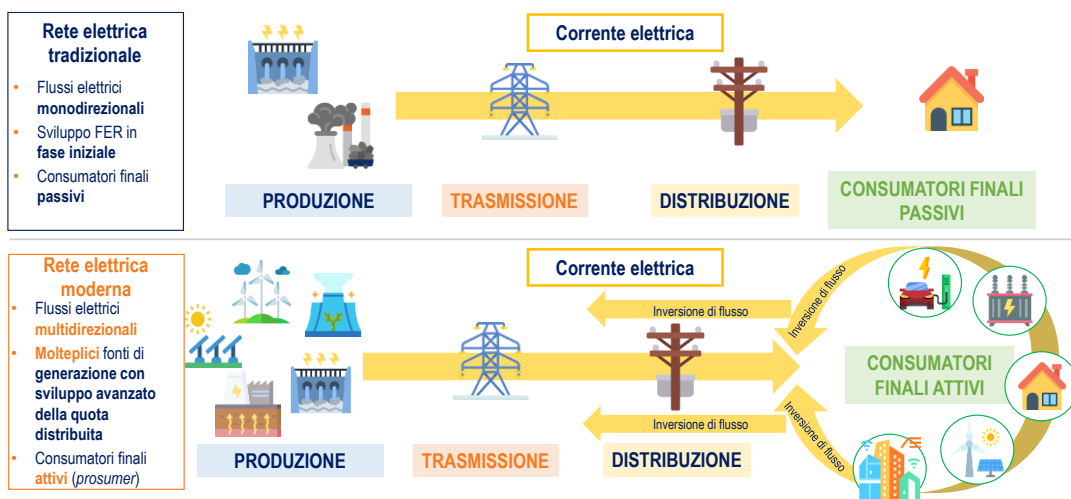 Rete elettrica
tradizionale
• Flussi elettrici
monodirezionali
• Sviluppo FER in
fase iniziale
• Consumatori finali
passivi
Corrente elettrica
PRODUZIONE
TRASMISSIONE
DISTRIBUZIONE
CONSUMATORI FINALI
PASSIVI
Rete elettrica
moderna
• Flussi elettrici
multidirezionali
• Molteplici fonti di
generazione con
sviluppo avanzato
della quota
distribuita
• Consumatori finali
attivi (prosumer)
Corrente elettrica
Inversione di flusso
Inversione di flusso
Inversione di flusso
Inversione di flusso
PRODUZIONE
TRASMISSIONE
DISTRIBUZIONE
CONSUMATORI
FINALI ATTIVI